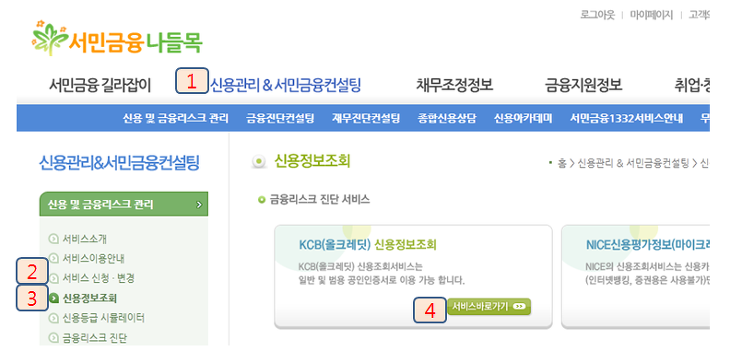 로그아웃 | 마이페이지 | 고객
서민금융나들목
서민금융 길라잡이 1 신용관리 & 서민금융컨설팅 채무조정정보 금융지원정보 취업·
신용 및 금융리스크 관리 금융진단컨설팅 재무진단컨설팅 종합신용상담 신용아카데미 서민금융1332서비스안내
신용관리&서민금융컨설팅
신용정보조회
• 홈 > 신용관리 & 서민금융컨설팅 > 신
신용 및 금융리스크 관리
금융리스크 진단 서비스
서비스소개
서비스이용안내
2 서비스 신청 · 변경
3 신용정보조회
신용등급 시뮬레이터
금융리스크 진단
KCB(올크레딧) 신용정보조회
KCB(올크레딧) 신용조회서비스는
일반 및 범용 공인인증서로 이용 가능 합니다.
4 서비스바로가기
NICE신용평가정보(마이크레
NICE의 신용조회서비스는 신용카
(인터넷뱅킹, 증권용은 사용불가)